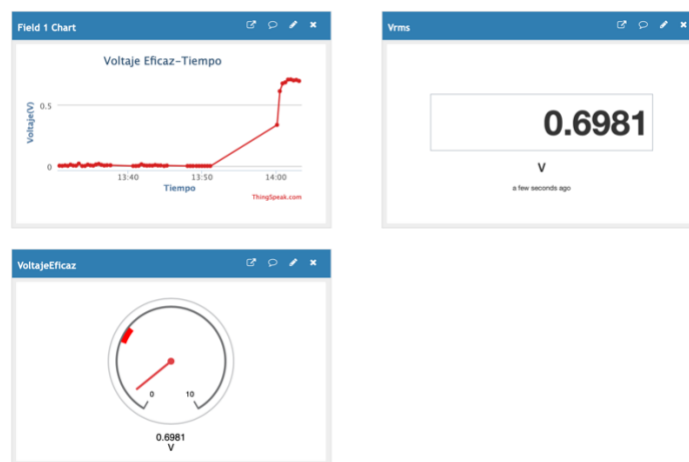 Field 1 Chart
Voltaje Eficaz-Tiempo
Voltaje(V)
0.5
0
13:40
13:50
14:00
Tiempo
ThingSpeak.com
Vrms
0.6981
V
a few seconds ago
VoltajeEficaz
0
10
0.6981
V